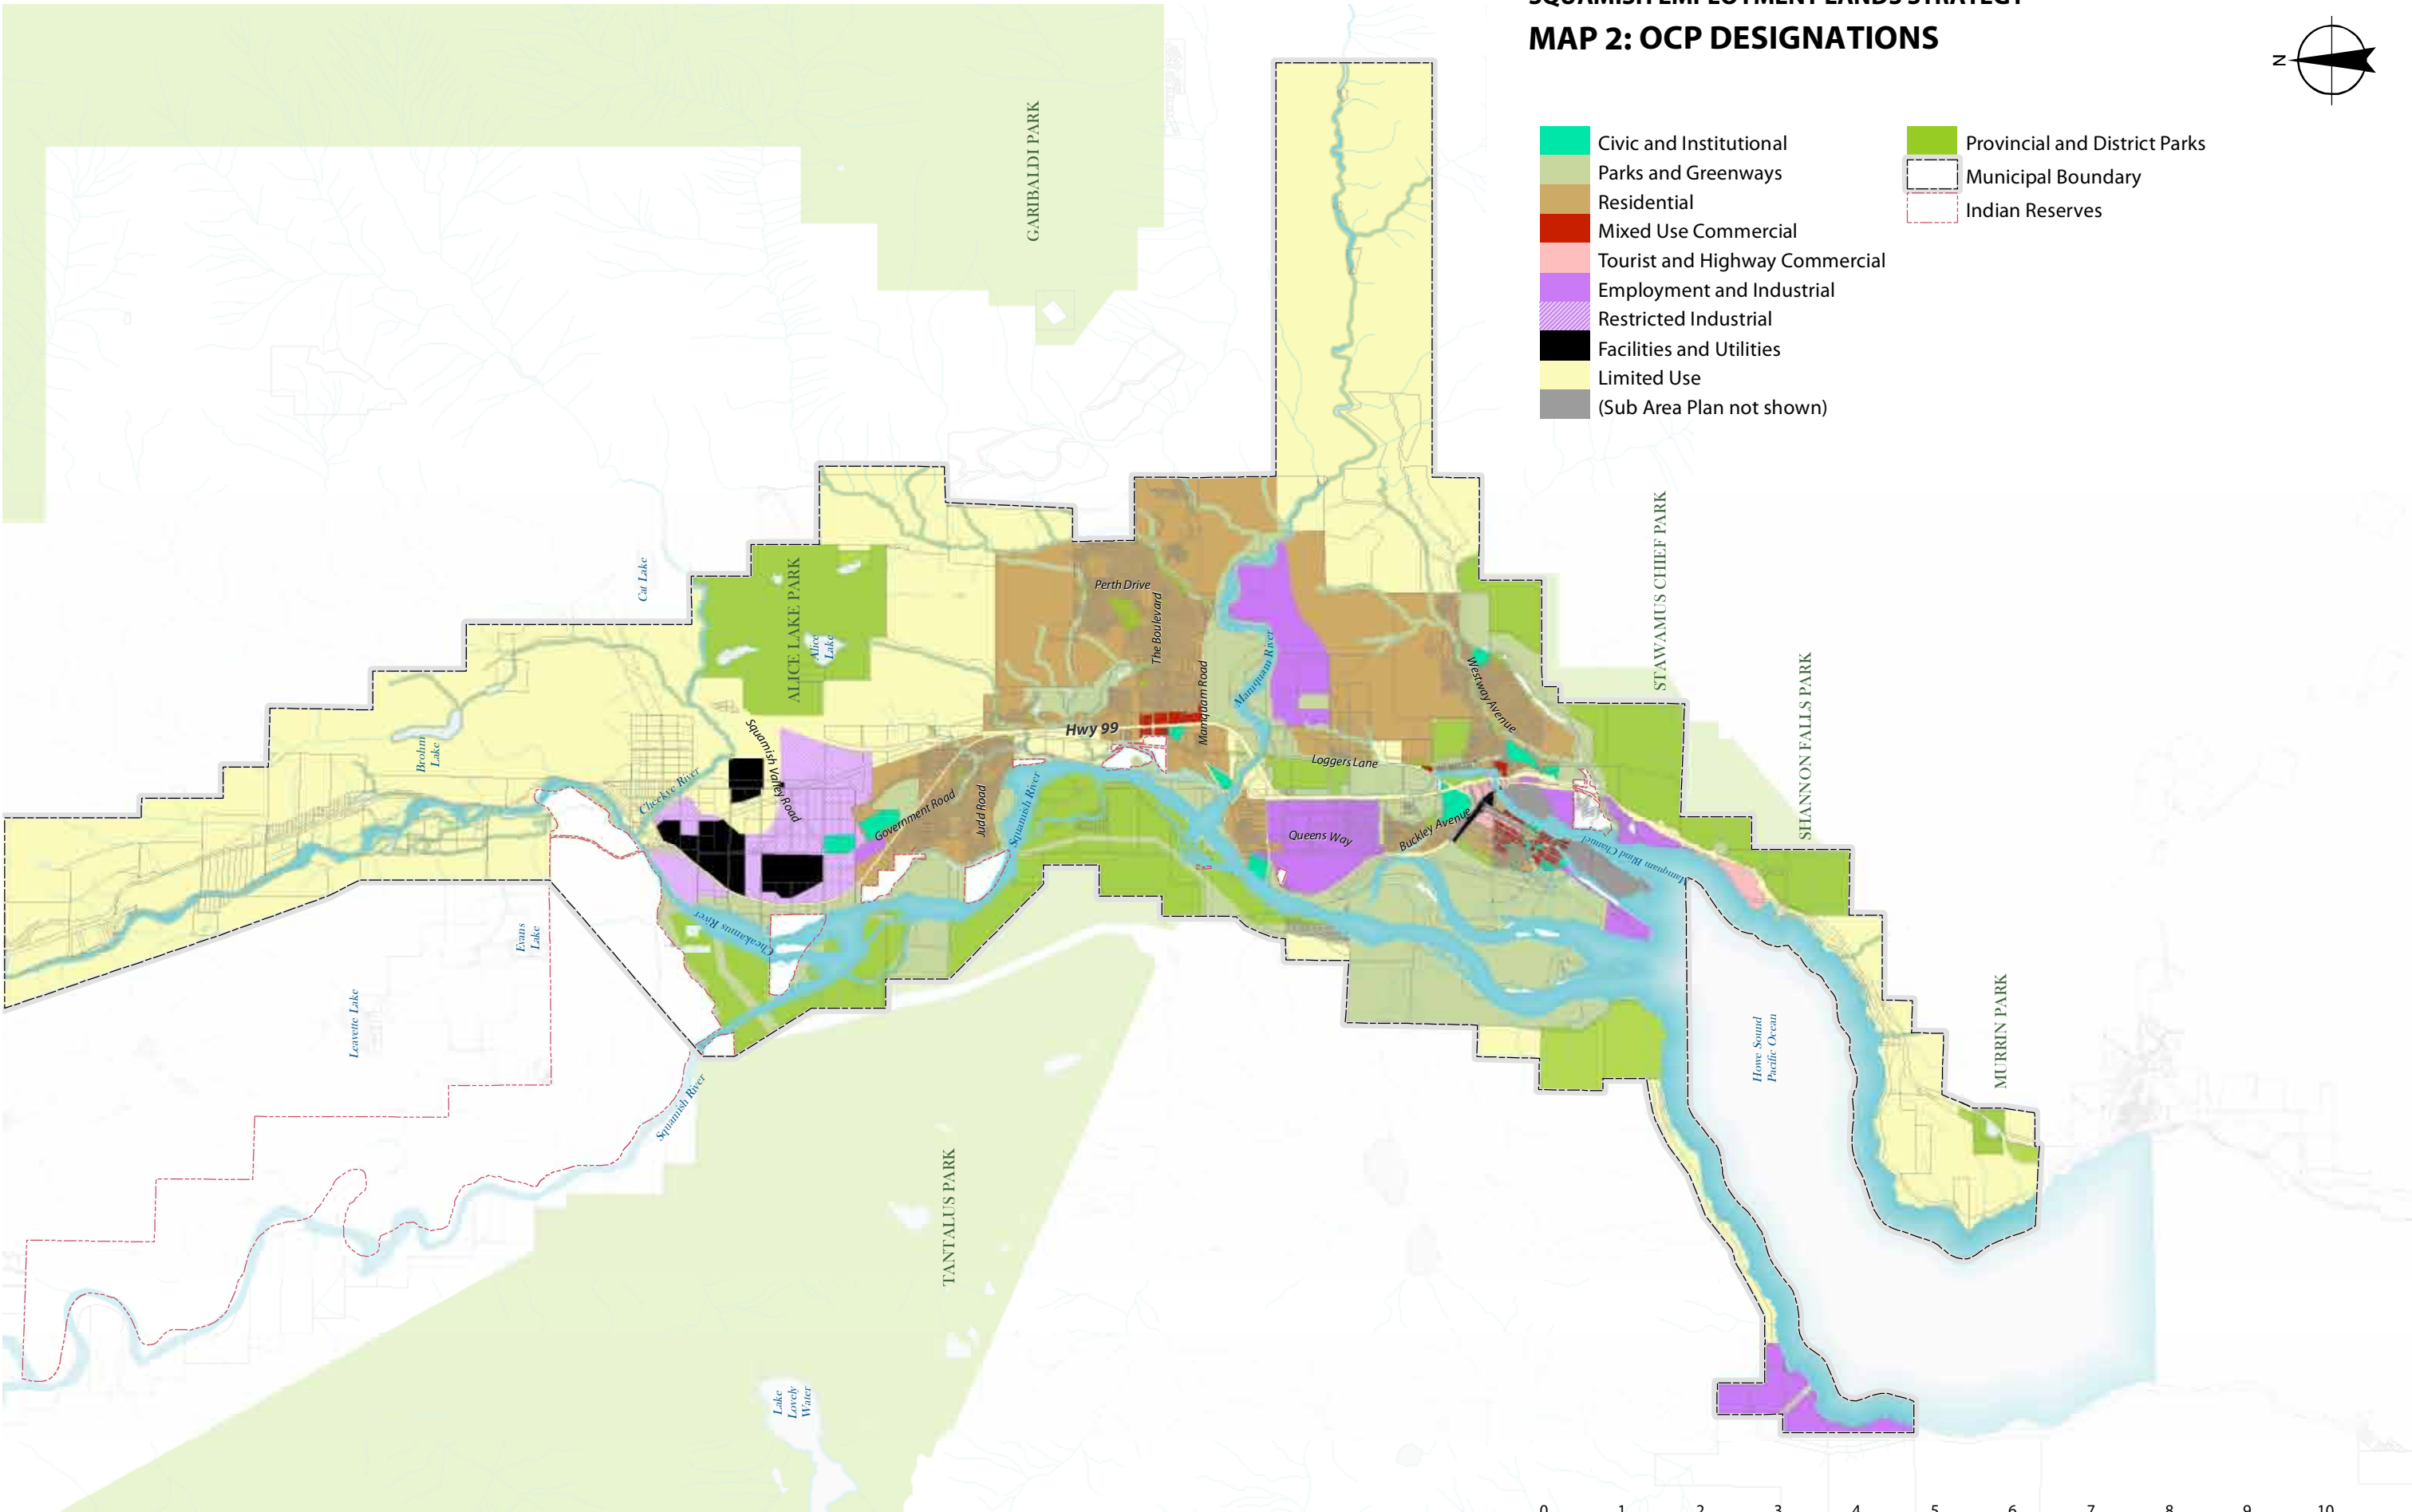 SQUAMISH EMPLOYMENT LANDS STRATEGY
MAP 2: OCP DESIGNATIONS
N
Civic and Institutional
Parks and Greenways
Residential
Mixed Use Commercial
Tourist and Highway Commercial
Employment and Industrial
Restricted Industrial
Facilities and Utilities
Limited Use
(Sub Area Plan not shown)
Provincial and District Parks
Municipal Boundary
Indian Reserves
GARIBALDI PARK
Cat Lake
ALICE LAKE PARK
Alice
Lake
Perth Drive
The Boulevard
Mamquam Road
Mamquam River
Hwy 99
STAWAMUS CHIEF PARK
SHANNON FALLS PARK
Westway Avenue
Loggers Lane
Brohm
Lake
Cheekye River
Squamish Valley Road
Government Road
Judd Road
Squamish River
Queens Way
Buckley Avenue
Mamquam Blind Channel
Cheakamus River
Evans
Lake
Levette Lake
Squamish River
Howe Sound
Pacific Ocean
MURRIN PARK
TANTALUS PARK
Lake
Lovely
Water
0 1 2 3 4 5 6 7 8 9 10